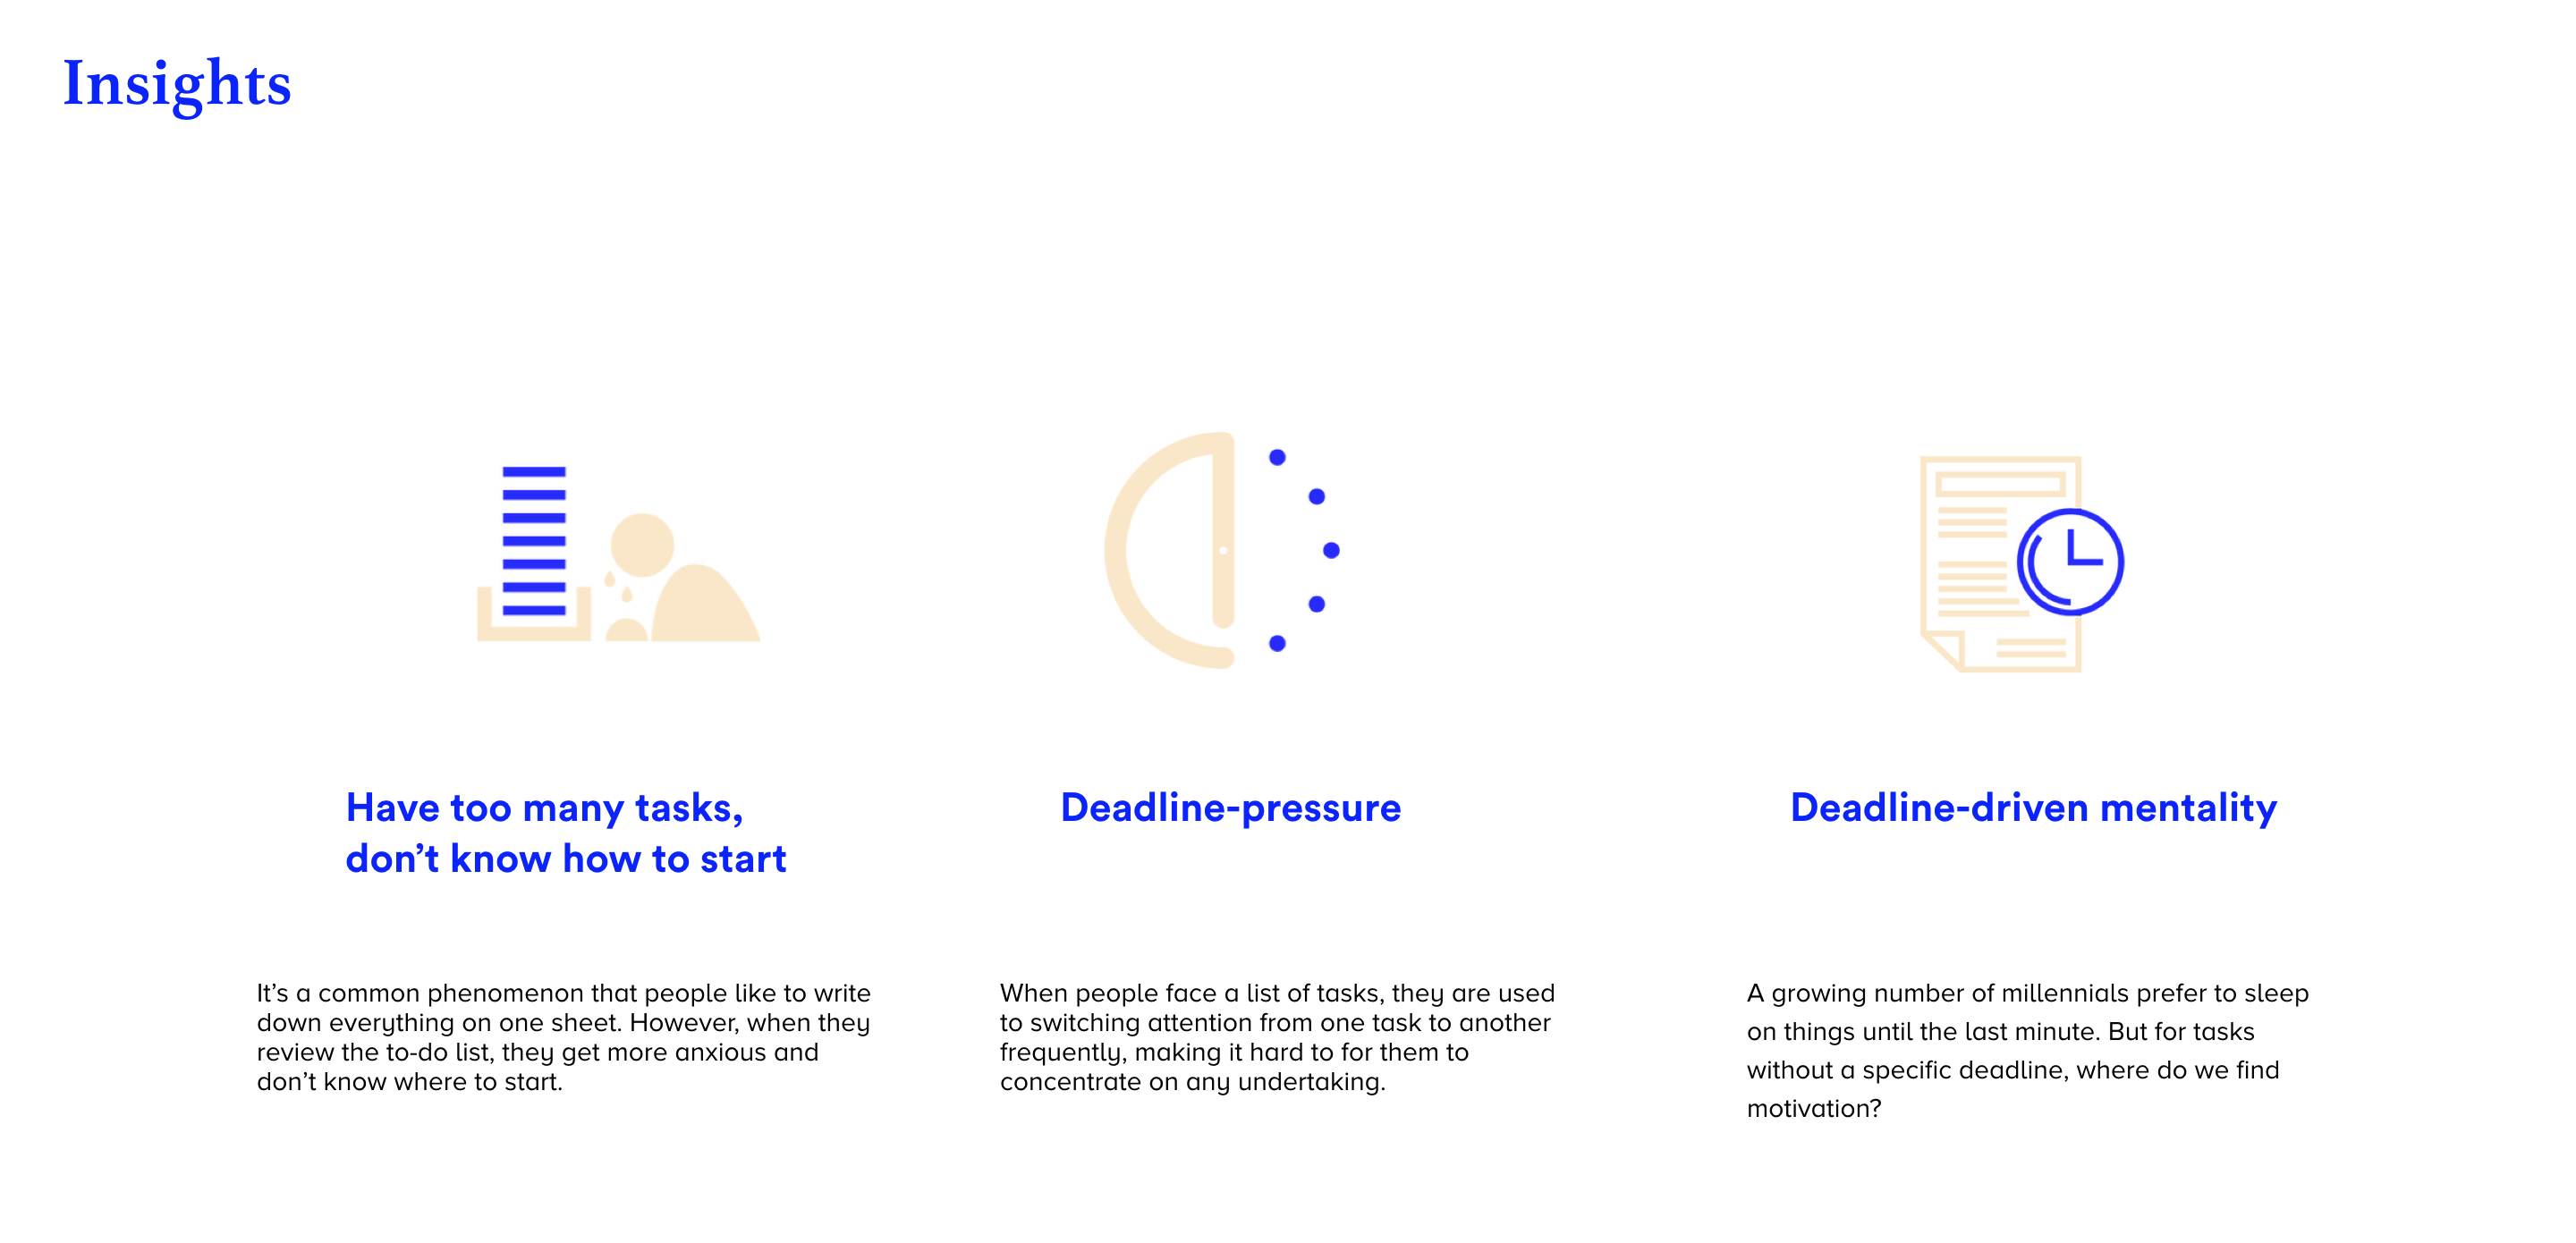 Insights
Have too many tasks,
don’t know how to start
It’s a common phenomenon that people like to write
down everything on one sheet. However, when they
review the to-do list, they get more anxious and
don’t know where to start.
Deadline-pressure
When people face a list of tasks, they are used
to switching attention from one task to another
frequently, making it hard to for them to
concentrate on any undertaking.
Deadline-driven mentality
A growing number of millennials prefer to sleep
on things until the last minute. But for tasks
without a specific deadline, where do we find
motivation?